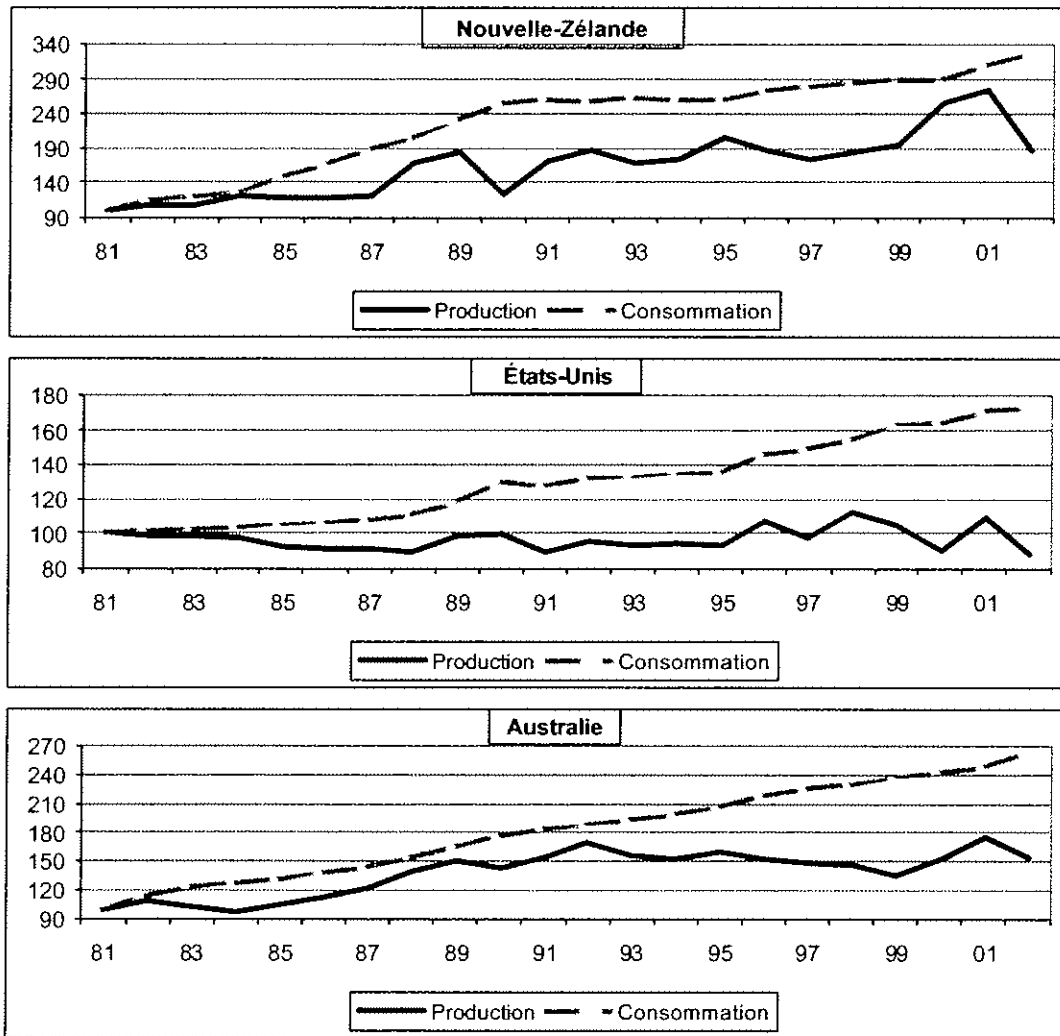 Nouvelle-Zélande
340
290
240
190
140
90
81 83 85 87 89 91 93 95 97 99 01
Production Consommation
États-Unis
180
160
140
120
100
80
81 83 85 87 89 91 93 95 97 99 01
Production Consommation
Australie
270
240
210
180
150
120
90
81 83 85 87 89 91 93 95 97 99 01
Production Consommation